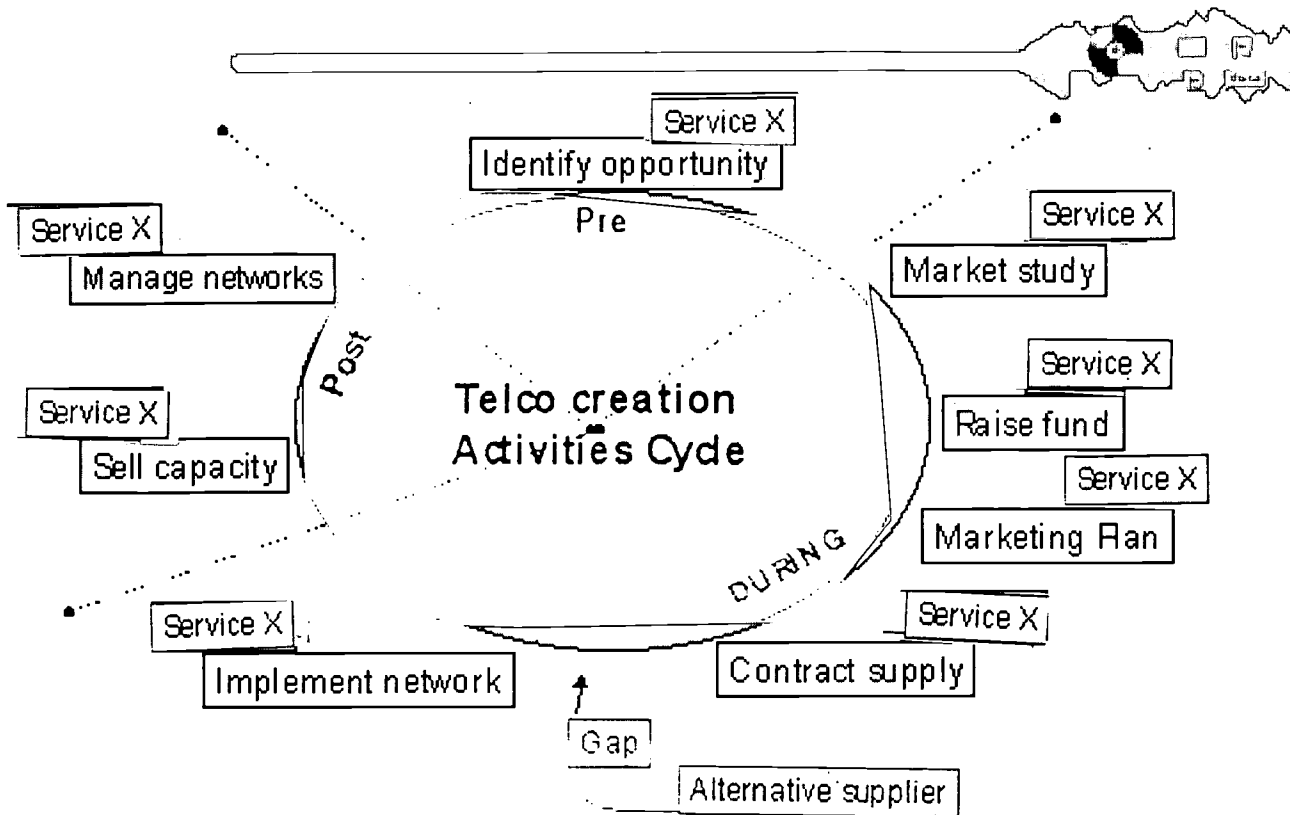 Service X
Identify opportunity
Pre
Service X
Market study
Service X
Manage networks
Post
Service X
Raise fund
Telco creation
Activities Cycle
Service X
Sell capacity
Service X
Marketing Plan
DURING
Service X
Contract supply
Service X
Implement network
Gap
Alternative supplier